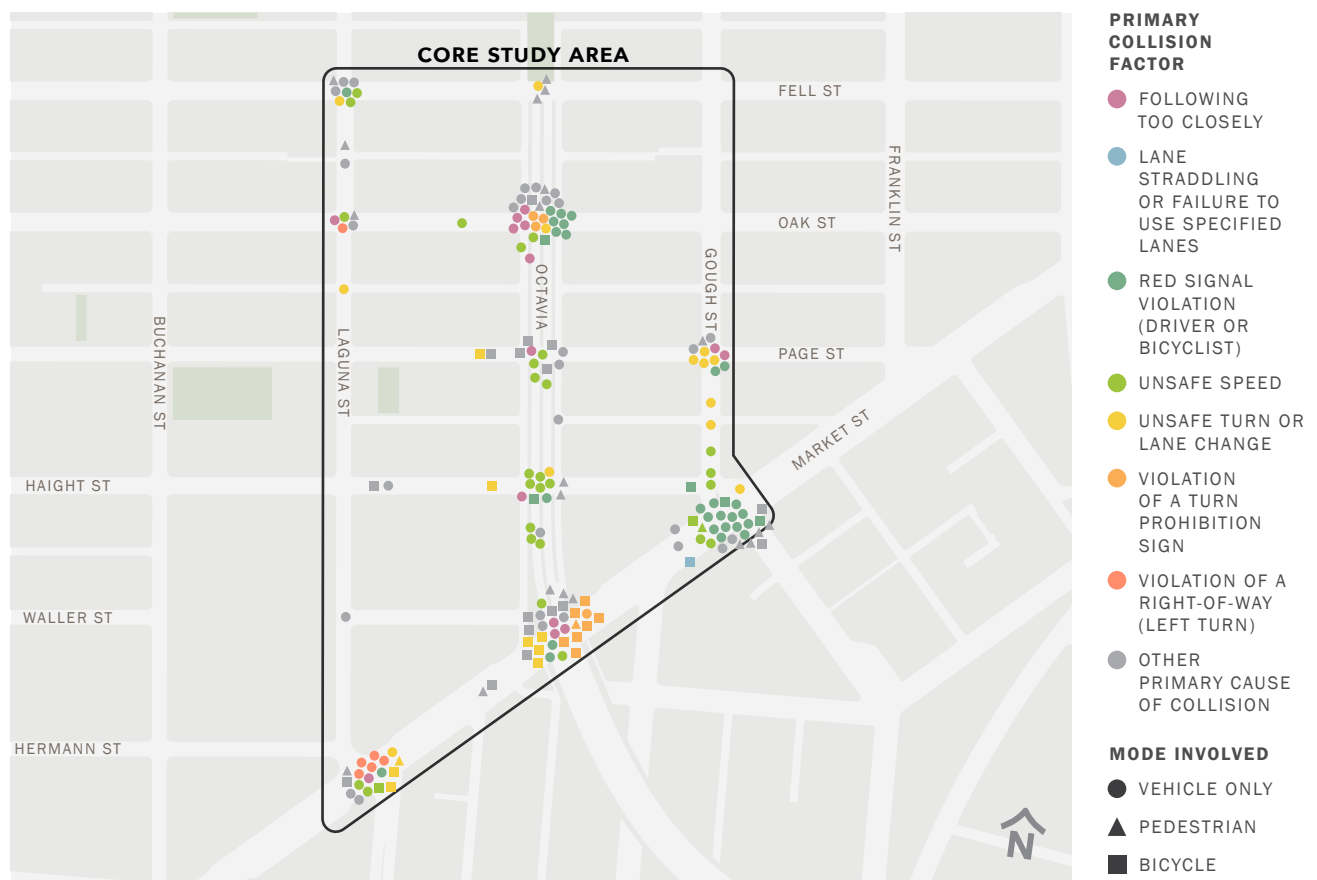 CORE STUDY AREA
FELL ST
FRANKLIN ST
OAK ST
GOUGH ST
OCTAVIA
BUCHANAN ST
LAGUNA ST
PAGE ST
MARKET ST
HAIGHT ST
WALLER ST
HERMANN ST
N
PRIMARY
COLLISION
FACTOR
FOLLOWING
TOO CLOSELY
LANE
STRADDLING
OR FAILURE TO
USE SPECIFIED
LANES
RED SIGNAL
VIOLATION
(DRIVER OR
BICYCLIST)
UNSAFE SPEED
UNSAFE TURN OR
LANE CHANGE
VIOLATION
OF A TURN
PROHIBITION
SIGN
VIOLATION OF A
RIGHT-OF-WAY
(LEFT TURN)
OTHER
PRIMARY CAUSE
OF COLLISION
MODE INVOLVED
VEHICLE ONLY
PEDESTRIAN
BICYCLE